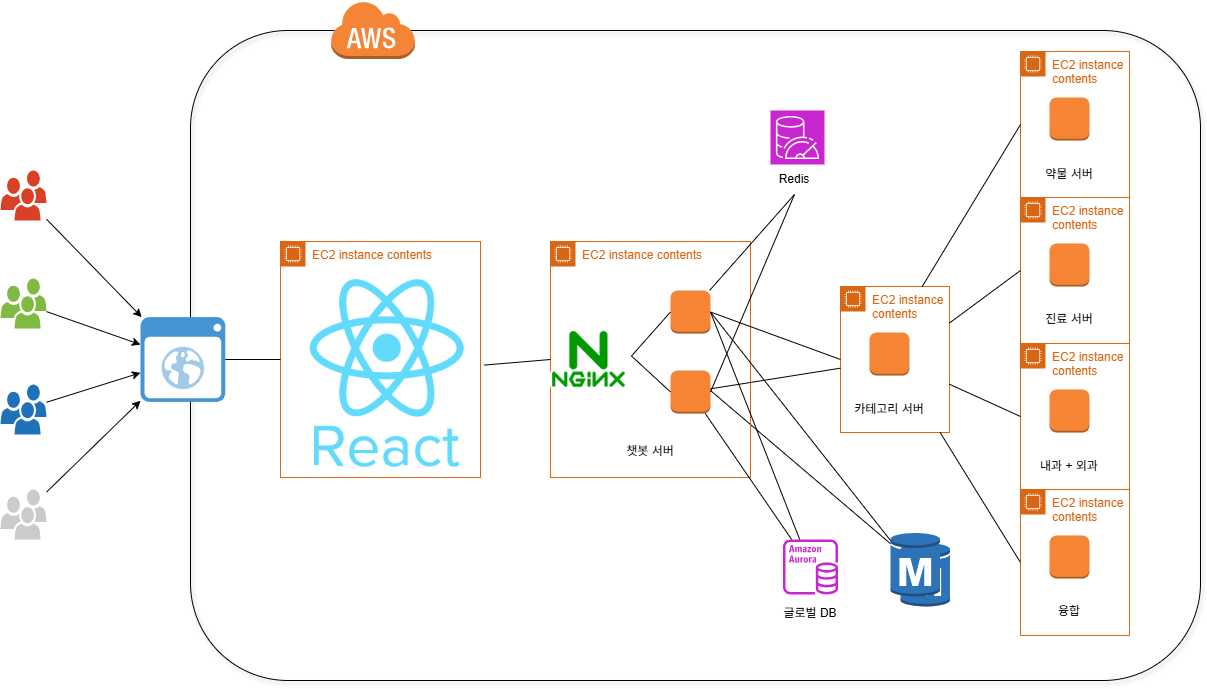 AWS
EC2 instance
contents
약물 서버
Redis
EC2 instance
contents
진료 서버
EC2 instance contents
React
EC2 instance contents
NGiNX
챗봇 서버
EC2 instance
contents
카테고리 서버
EC2 instance
contents
내과 + 외과
EC2 instance
contents
융합
Amazon
Aurora
글로벌 DB
M